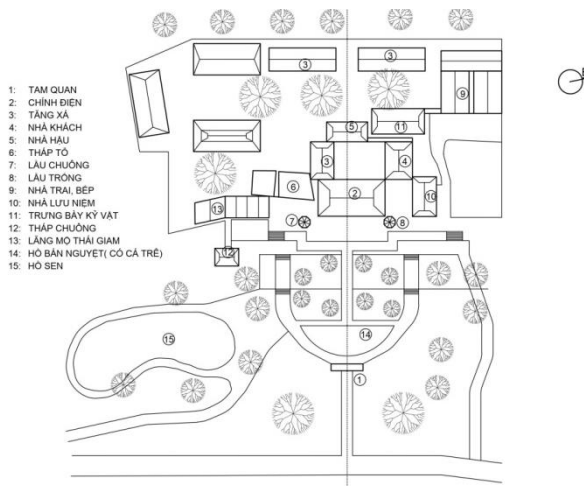 1: TAM QUAN
2: CHÍNH ĐIỆN
3: TĂNG XÁ
4: NHÀ KHÁCH
5: NHÀ HẬU
6: THÁP TỔ
7: LẦU CHUÔNG
8: LẦU TRỐNG
9: NHÀ TRAI, BẾP
10: NHÀ LƯU NIỆM
11: TRƯNG BÀY KỶ VẬT
12: THÁP CHUÔNG
13: LĂNG MỘ THÁI GIÁM
14: HỒ BÁN NGUYỆT( CÓ CÁ TRÊ)
15: HỒ SEN
3
3
9
5
11
3
4
6
2
10
13
7
8
12
14
15
1